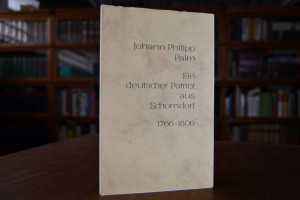 Johann Philipp
Palm
Ein
deutscher Patriot
aus
Schorndorf
1766-1806